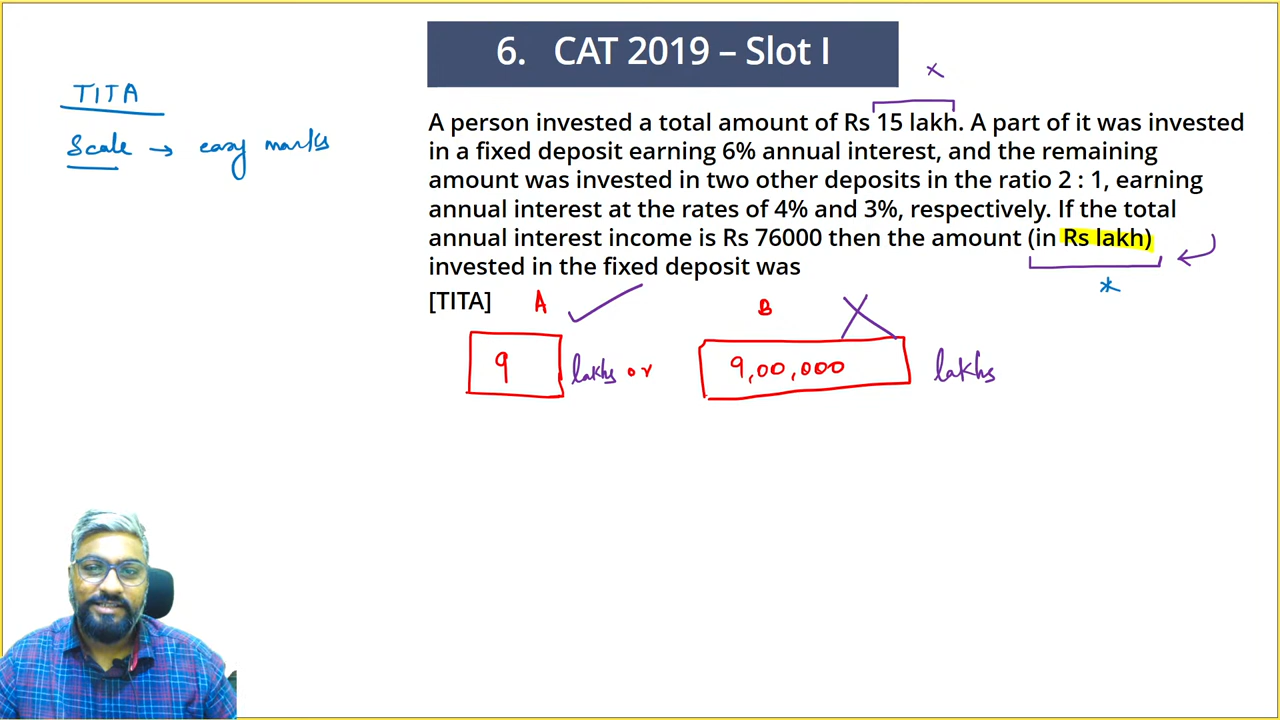 6. CAT 2019 – Slot I
TITA
Scale → easy marks
x
A person invested a total amount of Rs 15 lakh. A part of it was invested
in a fixed deposit earning 6% annual interest, and the remaining
amount was invested in two other deposits in the ratio 2 : 1, earning
annual interest at the rates of 4% and 3%, respectively. If the total
annual interest income is Rs 76000 then the amount (in Rs lakh)
invested in the fixed deposit was
*
[TITA] A B
9 lakhs or 9,00,000 lakhs